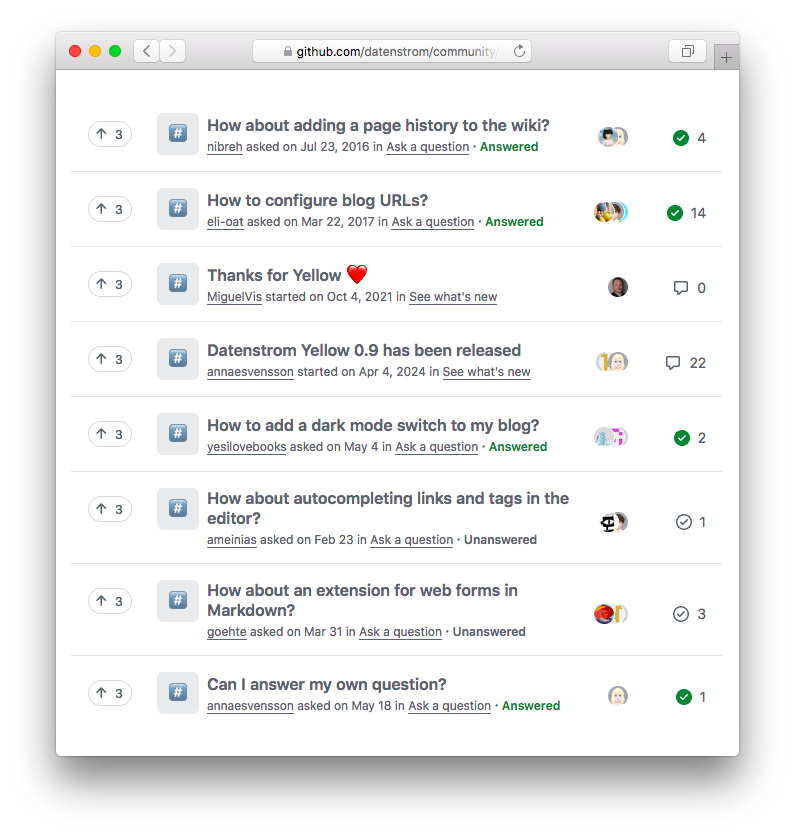 github.com/datenstrom/community/
3
#
How about adding a page history to the wiki?
nibreh asked on Jul 23, 2016 in Ask a question · Answered
4
3
#
How to configure blog URLs?
eli-oat asked on Mar 22, 2017 in Ask a question · Answered
14
3
#
Thanks for Yellow ❤️
MiguelVis started on Oct 4, 2021 in See what's new
0
3
#
Datenstrom Yellow 0.9 has been released
annaesvensson started on Apr 4, 2024 in See what's new
22
3
#
How to add a dark mode switch to my blog?
yesilovebooks asked on May 4 in Ask a question · Answered
2
3
#
How about autocompleting links and tags in the
editor?
ameinias asked on Feb 23 in Ask a question · Unanswered
1
3
#
How about an extension for web forms in
Markdown?
goehte asked on Mar 31 in Ask a question · Unanswered
3
3
#
Can I answer my own question?
annaesvensson asked on May 18 in Ask a question · Answered
1